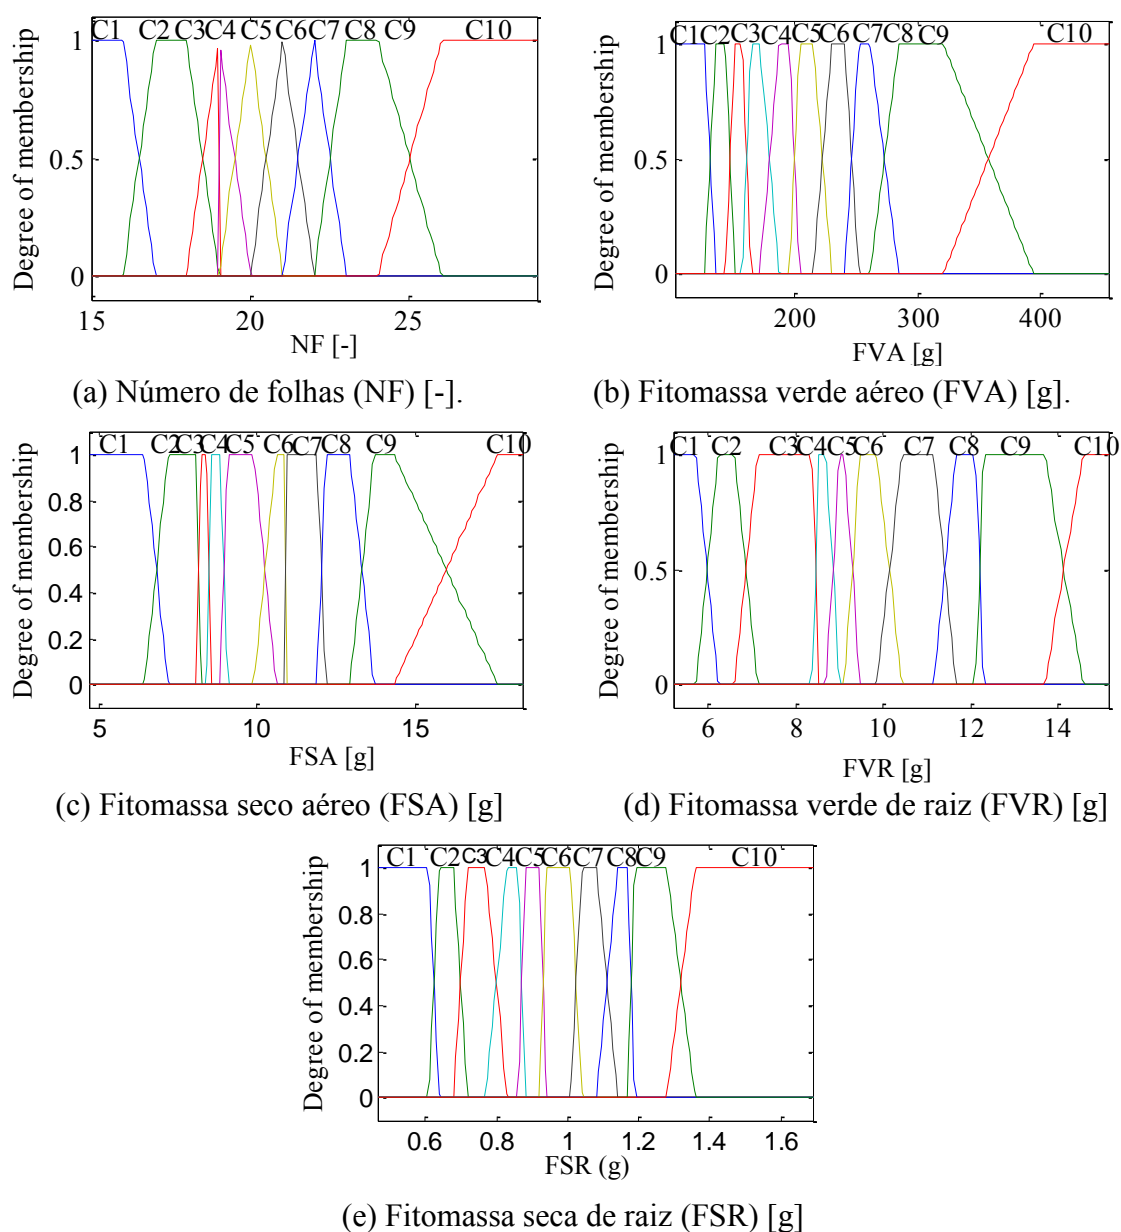 C1 C2 C3 C4 C5 C6 C7 C8 C9 C10
1
0.5
0
Degree of membership
15 20 25
NF [-]
(a) Número de folhas (NF) [-].
C1 C2 C3 C4 C5 C6 C7 C8 C9 C10
1
0.5
0
Degree of membership
200 300 400
FVA [g]
(b) Fitomassa verde aéreo (FVA) [g].
C1 C2 C3 C4 C5 C6 C7 C8 C9 C10
1
0.8
0.6
0.4
0.2
0
Degree of membership
5 10 15
FSA [g]
(c) Fitomassa seco aéreo (FSA) [g]
C1 C2 C3 C4 C5 C6 C7 C8 C9 C10
1
0.5
0
Degree of membership
6 8 10 12 14
FVR [g]
(d) Fitomassa verde de raiz (FVR) [g]
C1 C2 C3 C4 C5 C6 C7 C8 C9 C10
1
0.8
0.6
0.4
0.2
0
Degree of membership
0.6 0.8 1 1.2 1.4 1.6
FSR (g)
(e) Fitomassa seca de raiz (FSR) [g]